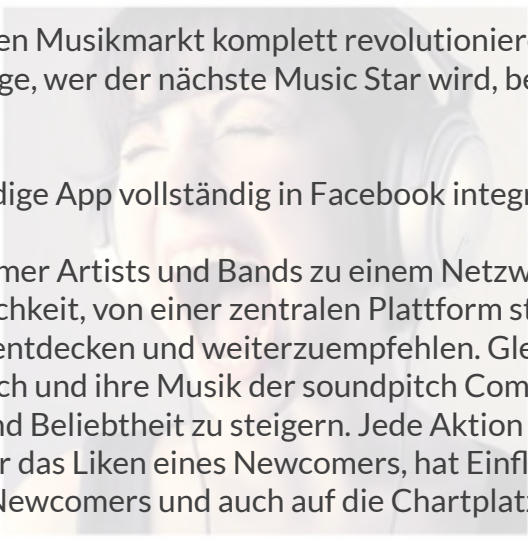 en Musikmarkt komplett revolutionier
ge, wer der nächste Music Star wird, be
dige App vollständig in Facebook integr
mer Artists und Bands zu einem Netzw
chkeit, von einer zentralen Plattform st
entdecken und weiterzuempfehlen. Gle
ch und ihre Musik der soundpitch Com
nd Beliebtheit zu steigern. Jede Aktion
r das Liken eines Newcomers, hat Einfl
Newcomers und auch auf die Chartplatz